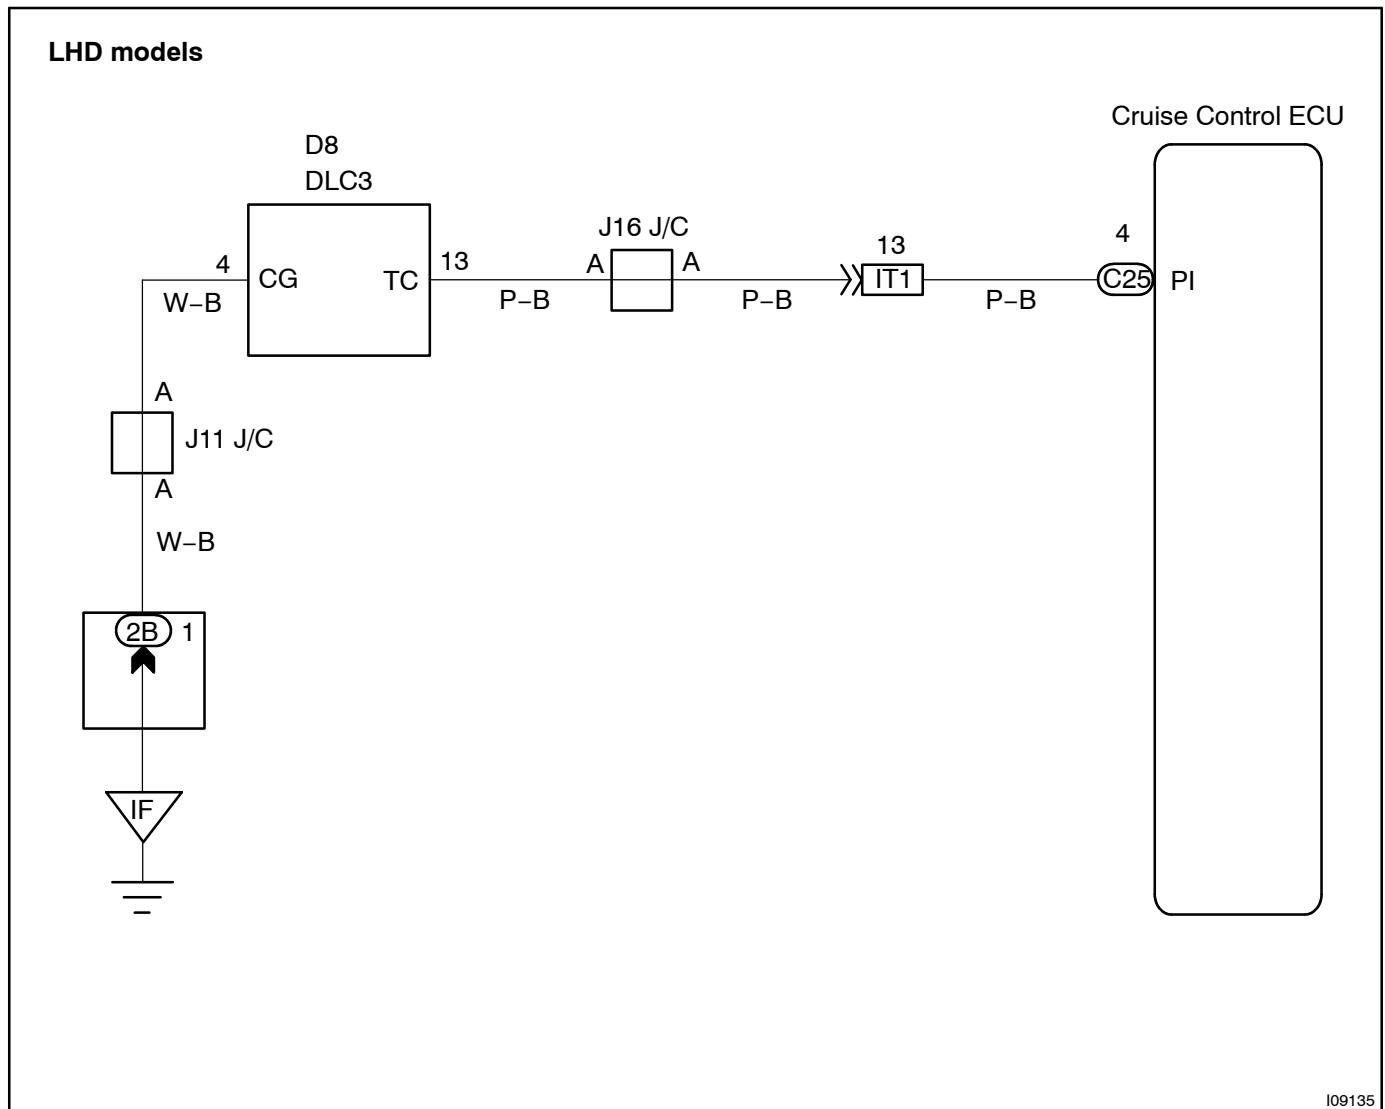 LHD models
Cruise Control ECU
D8
DLC3
J16 J/C
4
CG
TC
13
A
A
13
IT1
4
C25
PI
W–B
P–B
P–B
P–B
A
J11 J/C
A
W–B
2B
1
IF
I09135